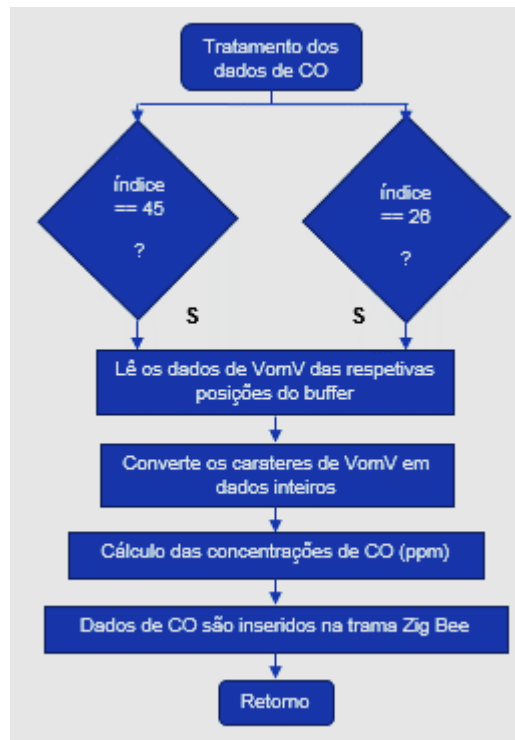 Tratamento dos
dados de CO
índice
== 45
?
índice
== 26
?
S
S
Lê os dados de VomV das respetivas
posições do buffer
Converte os carateres de VomV em
dados inteiros
Cálculo das concentrações de CO (ppm)
Dados de CO são inseridos na trama Zig Bee
Retorno